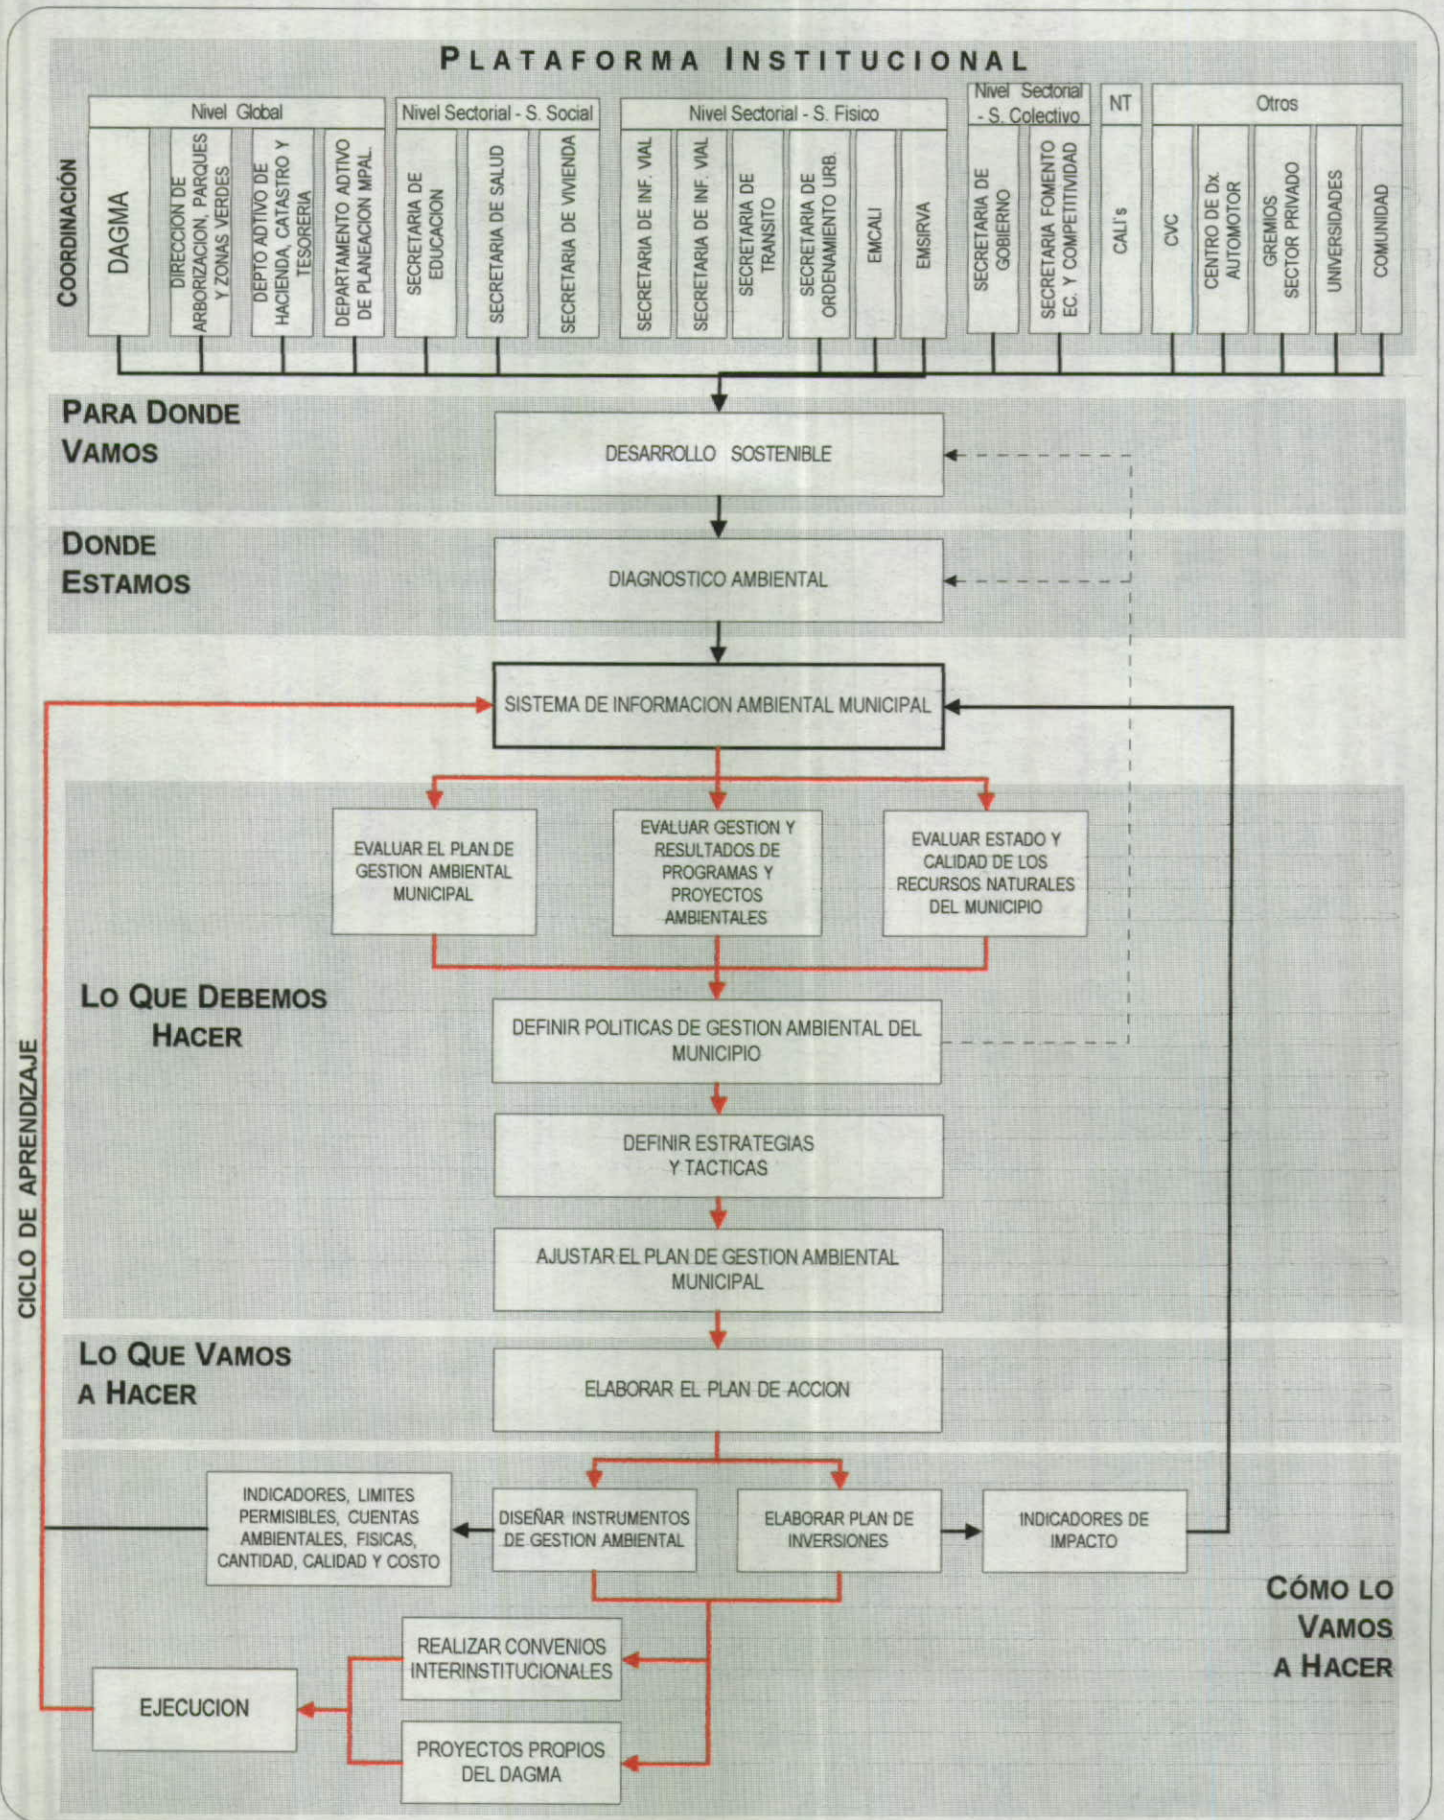 PLATAFORMA INSTITUCIONAL
COORDINACIÓN
Nivel Global
DAGMA
DIRECCION DE
ARBORIZACION, PARQUES
Y ZONAS VERDES
DEPTO ADTIVO DE
HACIENDA, CATASTRO Y
TESORERIA
DEPARTAMENTO ADTIVO
DE PLANEACION MPAL.
Nivel Sectorial - S. Social
SECRETARIA DE
EDUCACION
SECRETARIA DE SALUD
SECRETARIA DE VIVIENDA
Nivel Sectorial - S. Fisico
SECRETARIA DE INF. VIAL
SECRETARIA DE INF. VIAL
SECRETARIA DE
TRANSITO
SECRETARIA DE
ORDENAMIENTO URB.
EMCALI
EMSIRVA
Nivel Sectorial
- S. Colectivo
SECRETARIA DE
GOBIERNO
SECRETARIA FOMENTO
EC. Y COMPETITIVIDAD
NT
CALI's
Otros
CVC
CENTRO DE Dx.
AUTOMOTOR
GREMIOS
SECTOR PRIVADO
UNIVERSIDADES
COMUNIDAD
PARA DONDE
VAMOS
DESARROLLO SOSTENIBLE
DONDE
ESTAMOS
DIAGNOSTICO AMBIENTAL
SISTEMA DE INFORMACION AMBIENTAL MUNICIPAL
EVALUAR EL PLAN DE
GESTION AMBIENTAL
MUNICIPAL
EVALUAR GESTION Y
RESULTADOS DE
PROGRAMAS Y
PROYECTOS
AMBIENTALES
EVALUAR ESTADO Y
CALIDAD DE LOS
RECURSOS NATURALES
DEL MUNICIPIO
LO QUE DEBEMOS
HACER
DEFINIR POLITICAS DE GESTION AMBIENTAL DEL
MUNICIPIO
DEFINIR ESTRATEGIAS
Y TACTICAS
AJUSTAR EL PLAN DE GESTION AMBIENTAL
MUNICIPAL
CICLO DE APRENDIZAJE
LO QUE VAMOS
A HACER
ELABORAR EL PLAN DE ACCION
INDICADORES, LIMITES
PERMISIBLES, CUENTAS
AMBIENTALES, FISICAS,
CANTIDAD, CALIDAD Y COSTO
DISEÑAR INSTRUMENTOS
DE GESTION AMBIENTAL
ELABORAR PLAN DE
INVERSIONES
INDICADORES DE
IMPACTO
CÓMO LO
VAMOS
A HACER
REALIZAR CONVENIOS
INTERINSTITUCIONALES
EJECUCION
PROYECTOS PROPIOS
DEL DAGMA